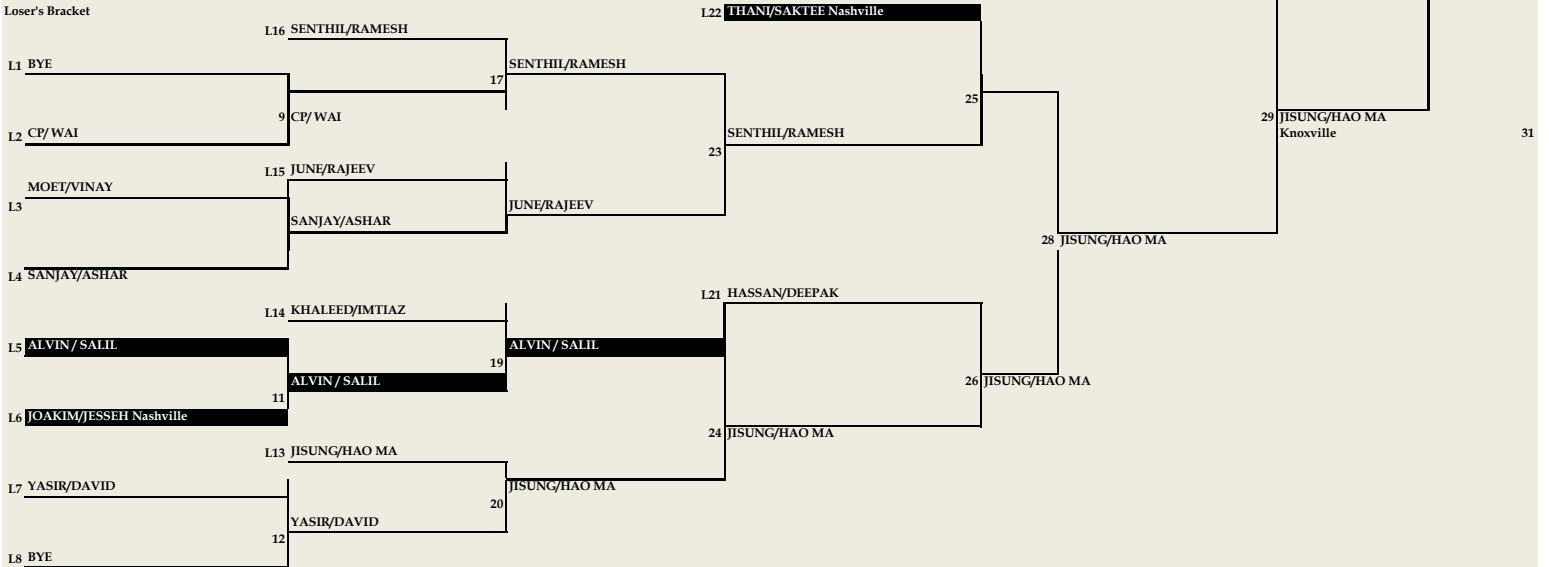 Loser's Bracket
L22 THANI/SAKTEE Nashville
L16 SENTHIL/RAMESH
L1 BYE
SENTHIL/RAMESH
17
25
9 CP/ WAI
29 JISUNG/HAO MA
L2 CP/ WAI
SENTHIL/RAMESH
Knoxville
31
23
L15 JUNE/RAJEEV
MOET/VINAY
L3
JUNE/RAJEEV
SANJAY/ASHAR
28 JISUNG/HAO MA
L4 SANJAY/ASHAR
L21 HASSAN/DEEPAK
L14 KHALEED/IMTIAZ
L5 ALVIN / SALIL
ALVIN / SALIL
19
ALVIN / SALIL
26 JISUNG/HAO MA
11
L6 JOAKIM/JESSEH Nashville
24 JISUNG/HAO MA
L13 JISUNG/HAO MA
L7 YASIR/DAVID
JISUNG/HAO MA
20
YASIR/DAVID
12
L8 BYE